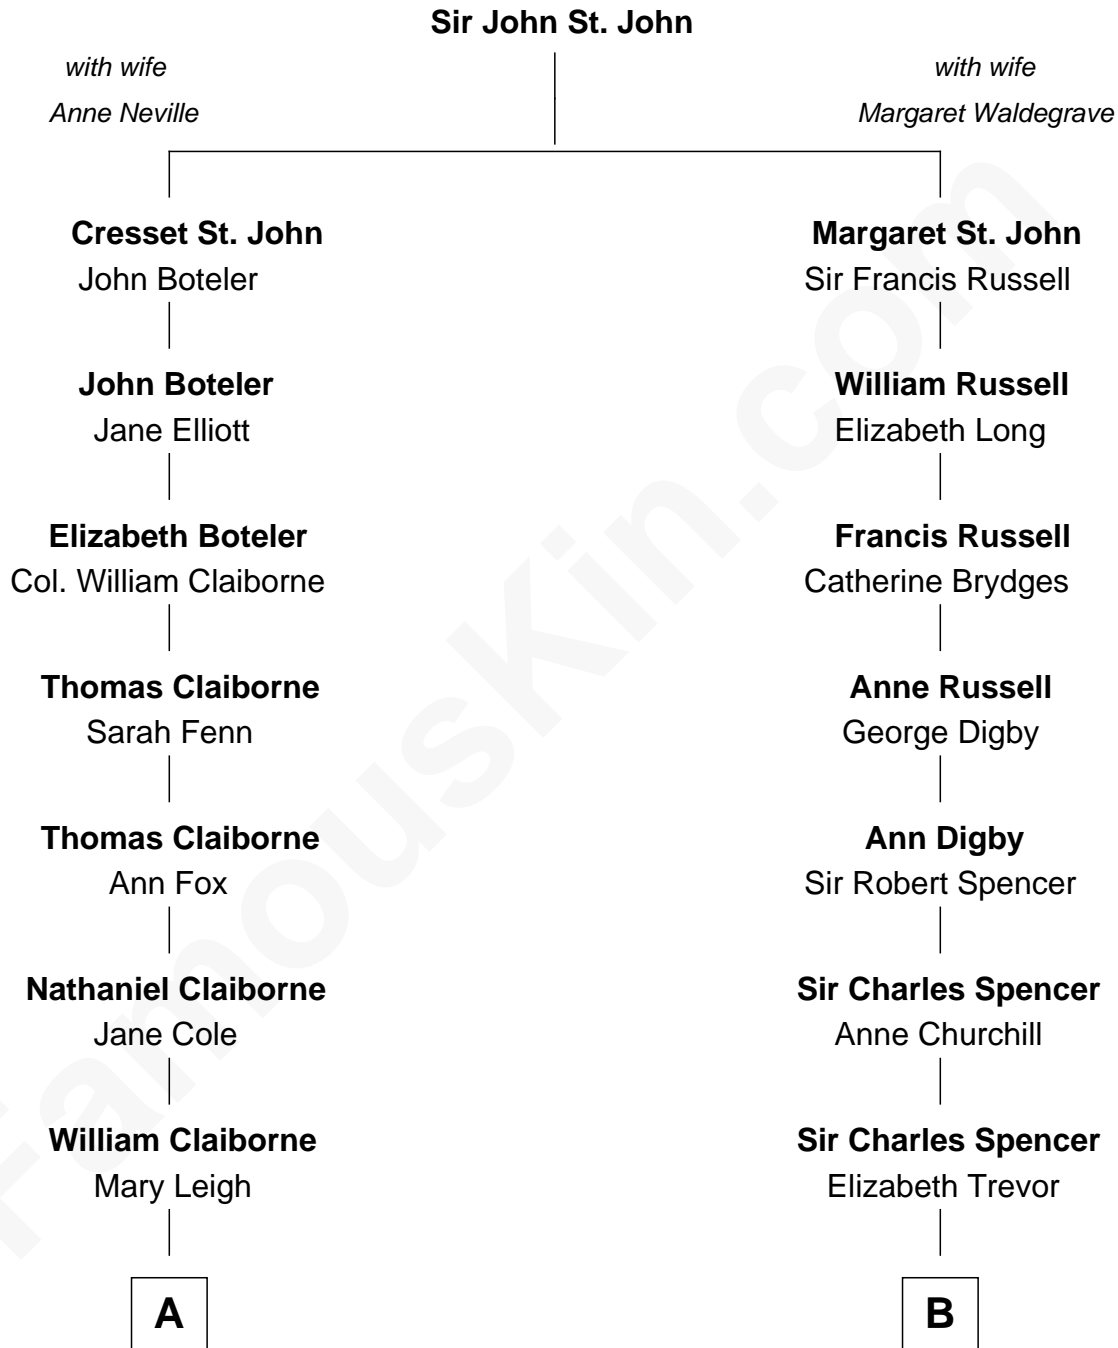 Sir John St. John
with wife
Anne Neville
with wife
Margaret Waldegrave
Cresset St. John
John Boteler
John Boteler
Jane Elliott
Elizabeth Boteler
Col. William Claiborne
Thomas Claiborne
Sarah Fenn
Thomas Claiborne
Ann Fox
Nathaniel Claiborne
Jane Cole
William Claiborne
Mary Leigh
A
Margaret St. John
Sir Francis Russell
William Russell
Elizabeth Long
Francis Russell
Catherine Brydges
Anne Russell
George Digby
Ann Digby
Sir Robert Spencer
Sir Charles Spencer
Anne Churchill
Sir Charles Spencer
Elizabeth Trevor
B
FamousKin.com